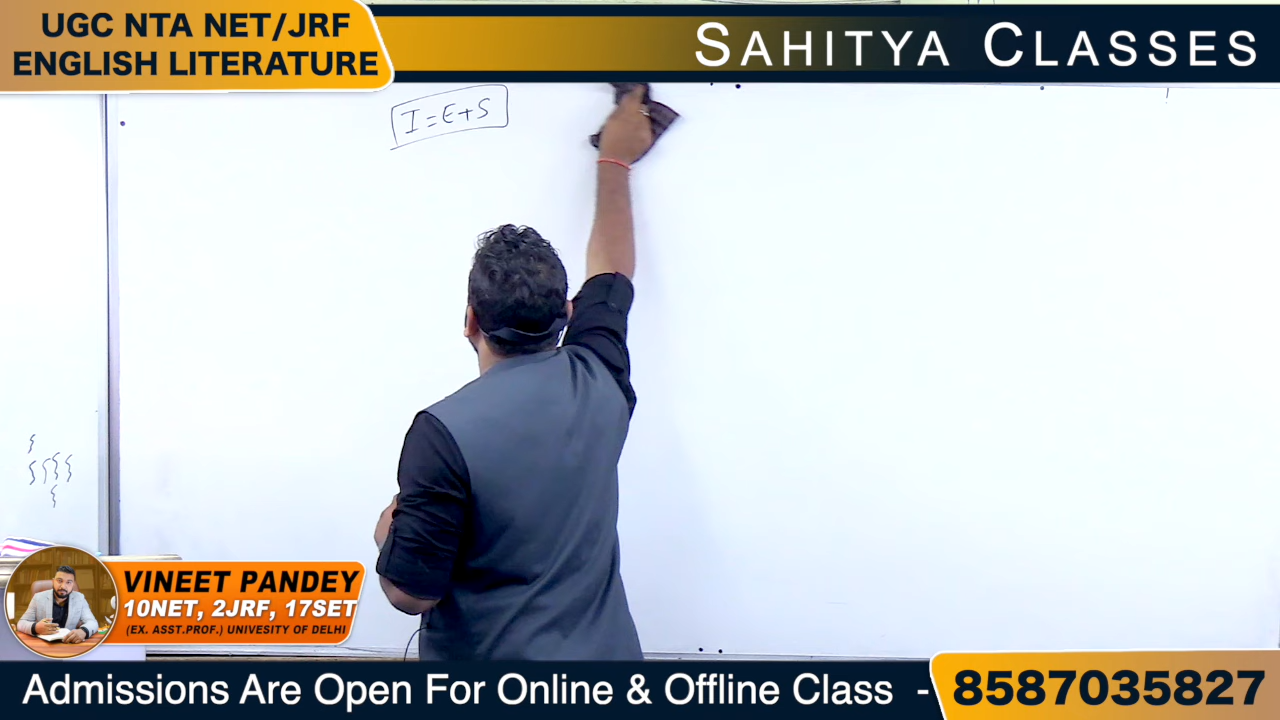 UGC NTA NET/JRF
ENGLISH LITERATURE
SAHITYA CLASSES
I = E + S
VINEET PANDEY
10NET, 2JRF, 17SET
(EX. ASST.PROF.) UNIVESITY OF DELHI
Admissions Are Open For Online & Offline Class - 8587035827